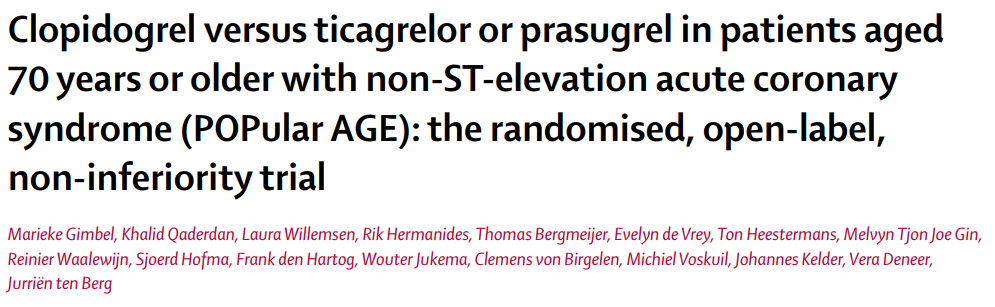 Clopidogrel versus ticagrelor or prasugrel in patients aged
70 years or older with non-ST-elevation acute coronary
syndrome (POPular AGE): the randomised, open-label,
non-inferiority trial
Marieke Gimbel, Khalid Qaderdan, Laura Willemsen, Rik Hermanides, Thomas Bergmeijer, Evelyn de Vrey, Ton Heestermans, Melvyn Tjon Joe Gin,
Reinier Waalewijn, Sjoerd Hofma, Frank den Hartog, Wouter Jukema, Clemens von Birgelen, Michiel Voskuil, Johannes Kelder, Vera Deneer,
Jurriën ten Berg